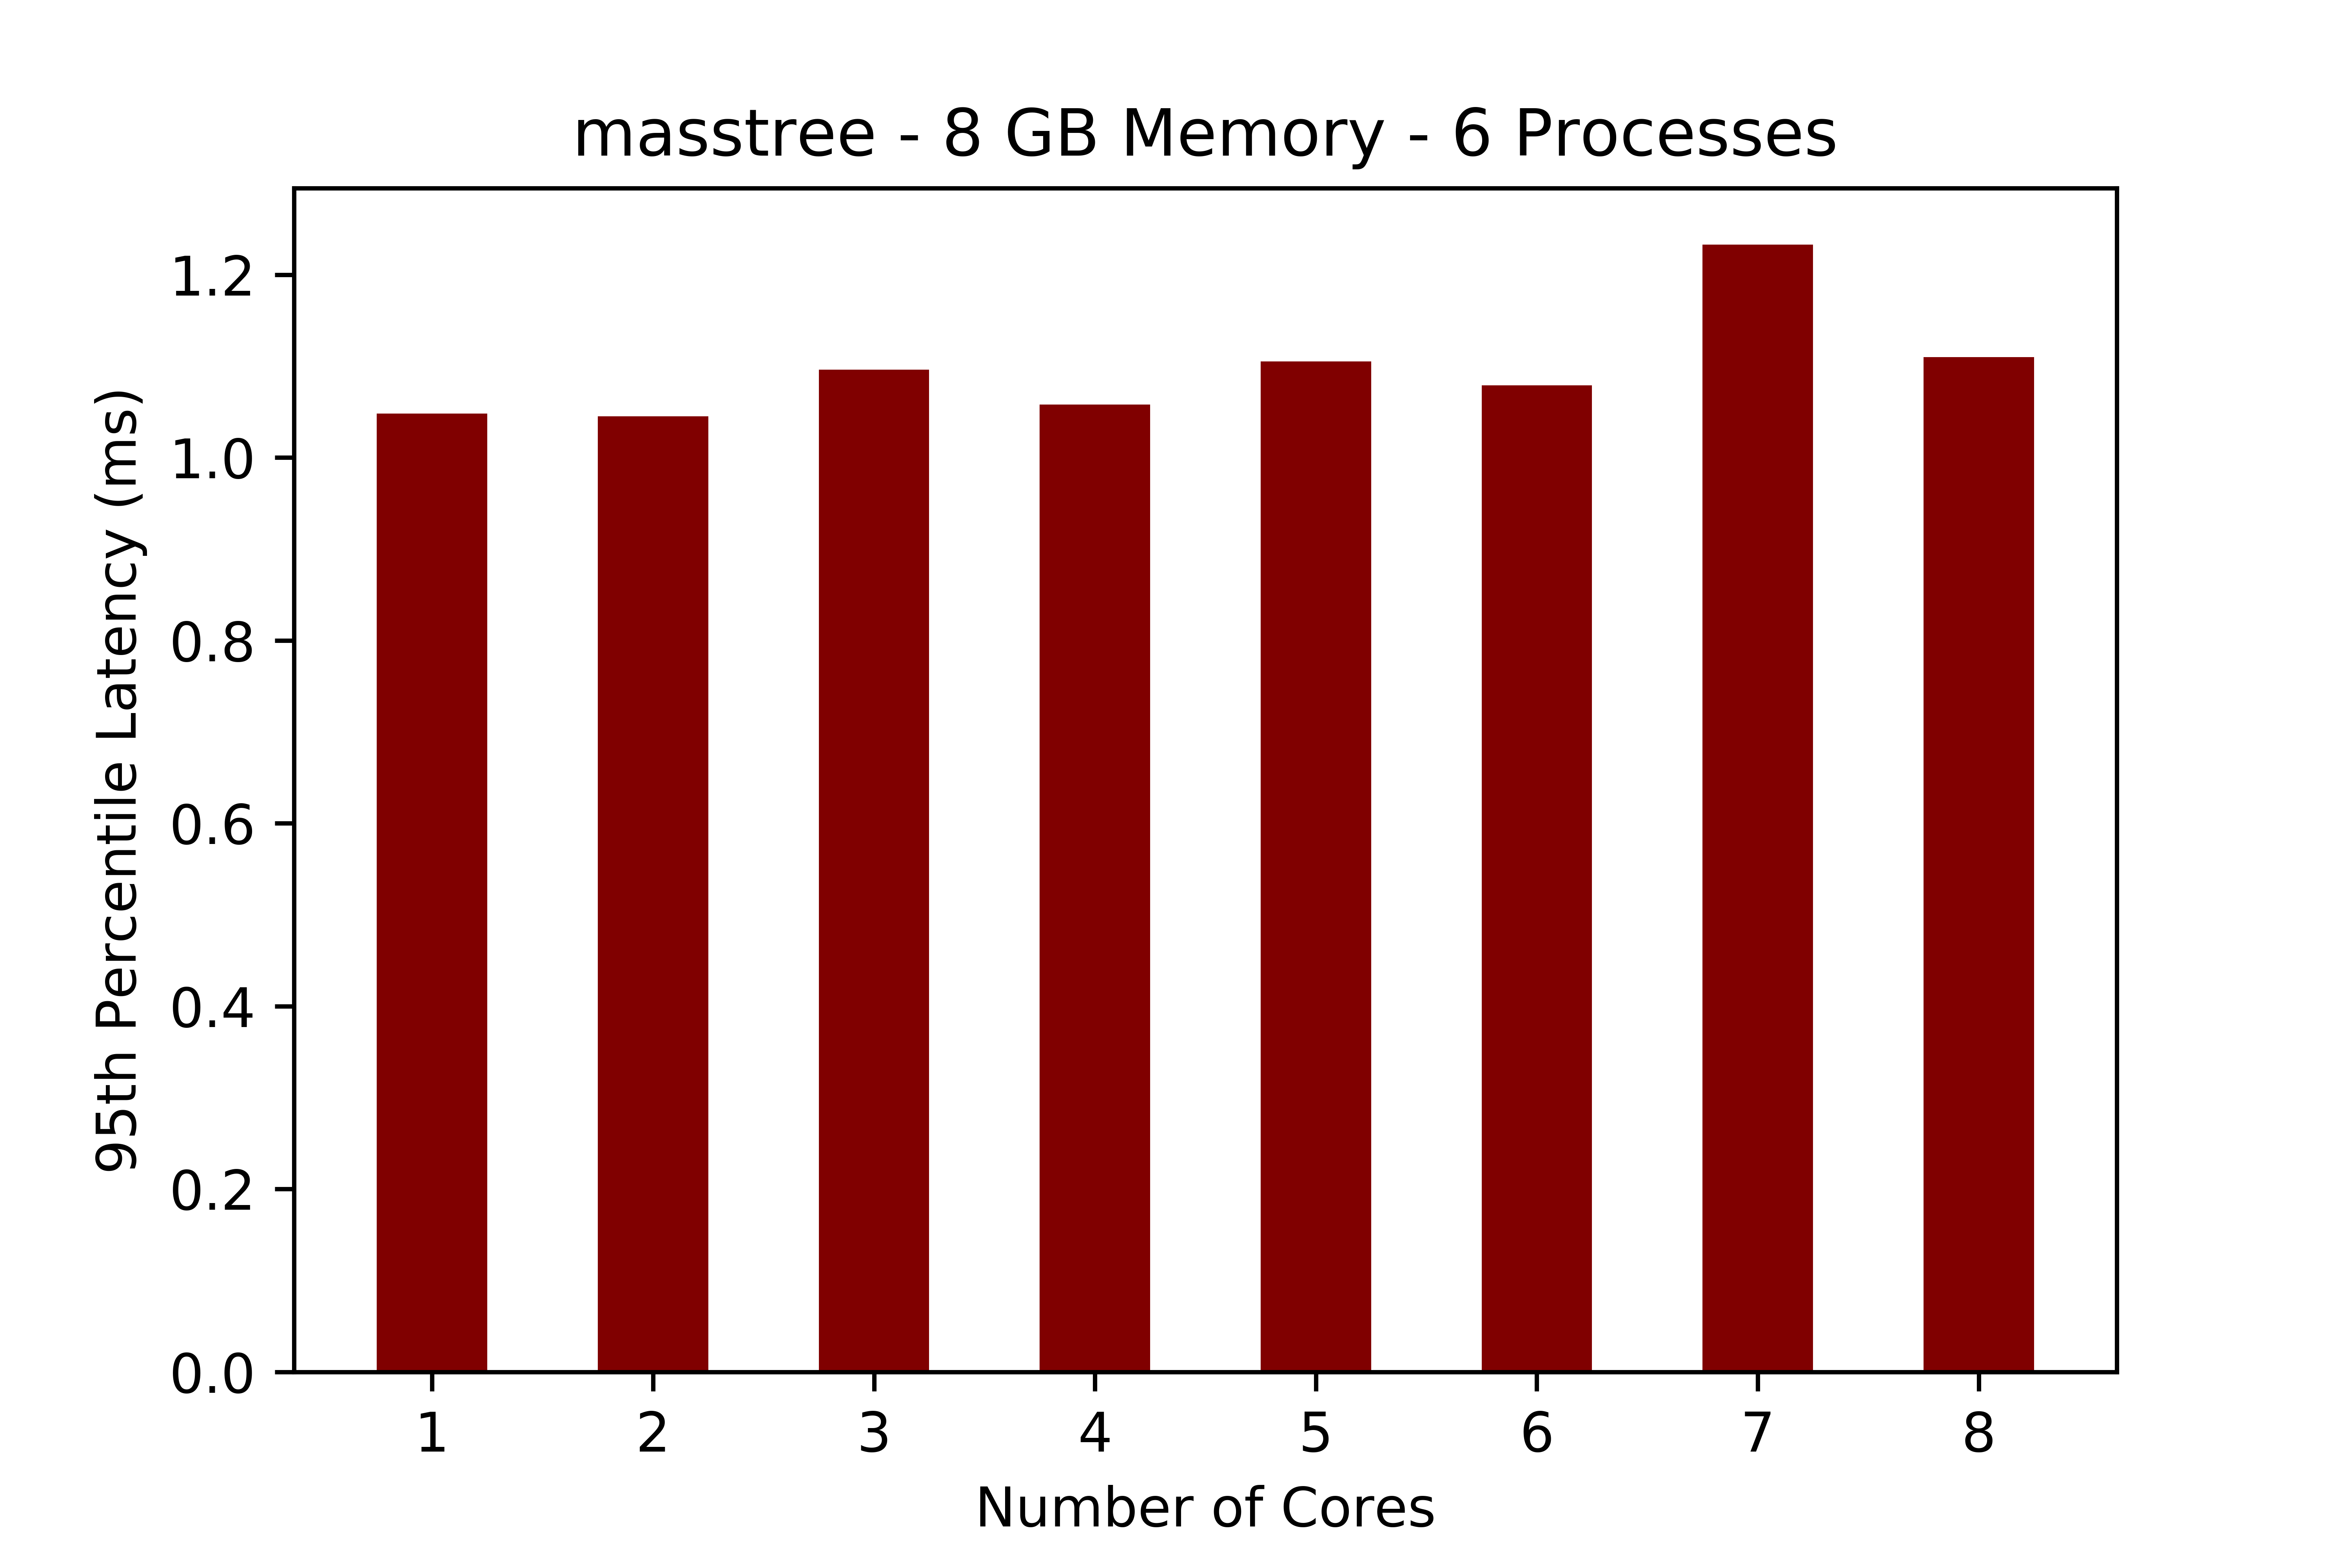 masstree - 8 GB Memory - 6 Processes
95th Percentile Latency (ms)
1.2
1.0
0.8
0.6
0.4
0.2
0.0
1 2 3 4 5 6 7 8
Number of Cores